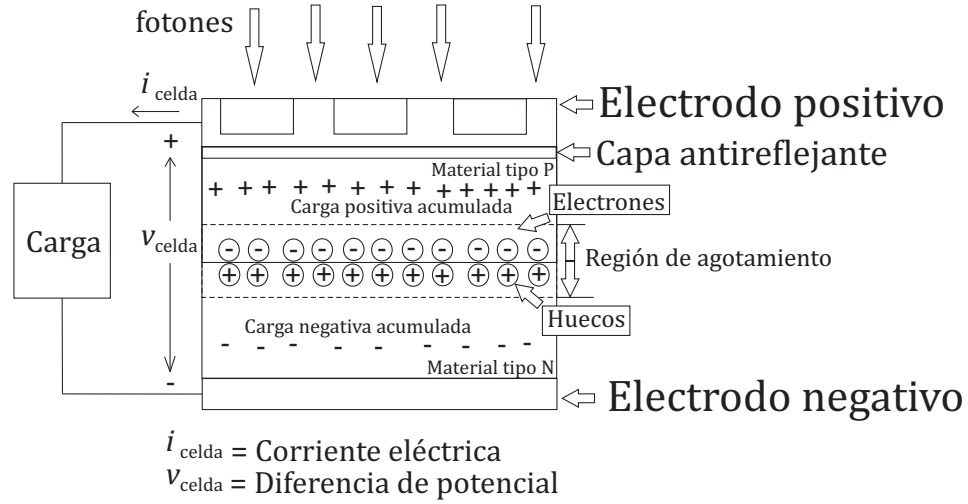 fotones
i celda
Electrodo positivo
+
Capa antireflejante
Material tipo P
+ + + + + + + + + + + + + +
Carga positiva acumulada
Electrones
Carga
v celda
- - - - - - - - - -
Región de agotamiento
+ + + + + + + + + +
Huecos
Carga negativa acumulada
- - - - - - - - -
Material tipo N
-
Electrodo negativo
i celda = Corriente eléctrica
v celda = Diferencia de potencial